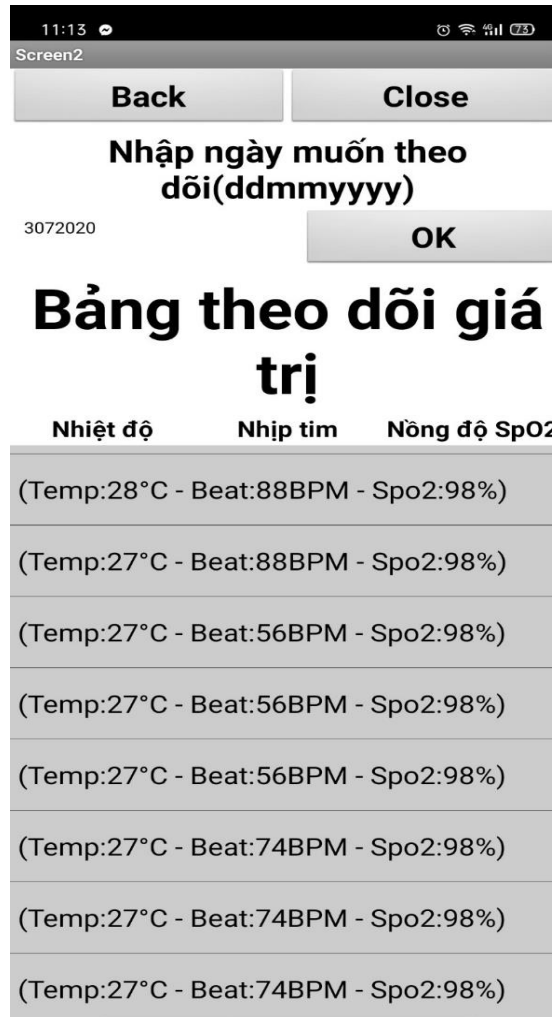 11:13
4G 73
Screen2
Back Close
Nhập ngày muốn theo
dõi(ddmmyyyy)
3072020 OK
Bảng theo dõi giá
trị
Nhiệt độ Nhịp tim Nồng độ SpO2
(Temp:28°C - Beat:88BPM - Spo2:98%)
(Temp:27°C - Beat:88BPM - Spo2:98%)
(Temp:27°C - Beat:56BPM - Spo2:98%)
(Temp:27°C - Beat:56BPM - Spo2:98%)
(Temp:27°C - Beat:56BPM - Spo2:98%)
(Temp:27°C - Beat:74BPM - Spo2:98%)
(Temp:27°C - Beat:74BPM - Spo2:98%)
(Temp:27°C - Beat:74BPM - Spo2:98%)